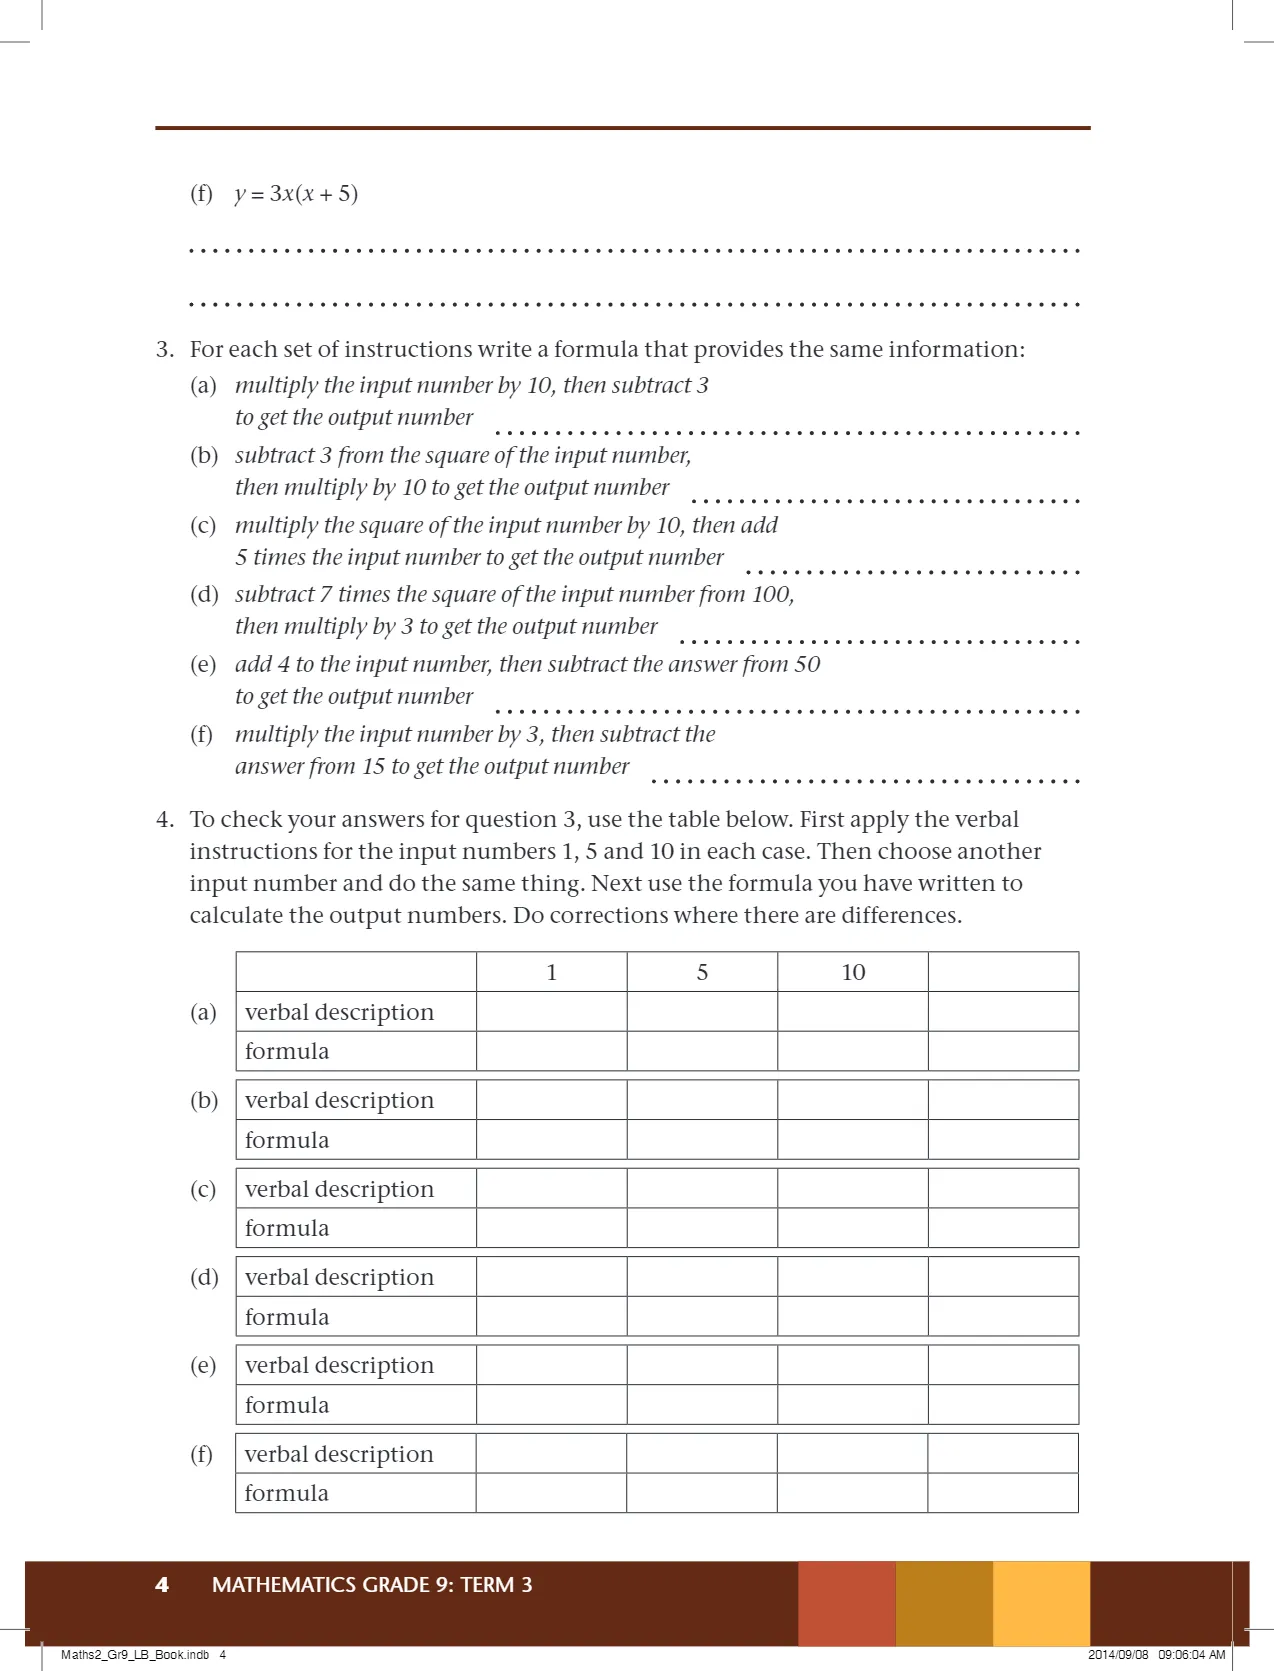 (f) y = 3x(x + 5)
3. For each set of instructions write a formula that provides the same information:
(a) multiply the input number by 10, then subtract 3
to get the output number
(b) subtract 3 from the square of the input number,
then multiply by 10 to get the output number
(c) multiply the square of the input number by 10, then add
5 times the input number to get the output number
(d) subtract 7 times the square of the input number from 100,
then multiply by 3 to get the output number
(e) add 4 to the input number, then subtract the answer from 50
to get the output number
(f) multiply the input number by 3, then subtract the
answer from 15 to get the output number
4. To check your answers for question 3, use the table below. First apply the verbal
instructions for the input numbers 1, 5 and 10 in each case. Then choose another
input number and do the same thing. Next use the formula you have written to
calculate the output numbers. Do corrections where there are differences.
1 5 10
(a) verbal description
formula
(b) verbal description
formula
(c) verbal description
formula
(d) verbal description
formula
(e) verbal description
formula
(f) verbal description
formula
4 MATHEMATICS GRADE 9: TERM 3
Maths2_Gr9_LB_Book.indb 4 2014/09/08 09:06:04 AM